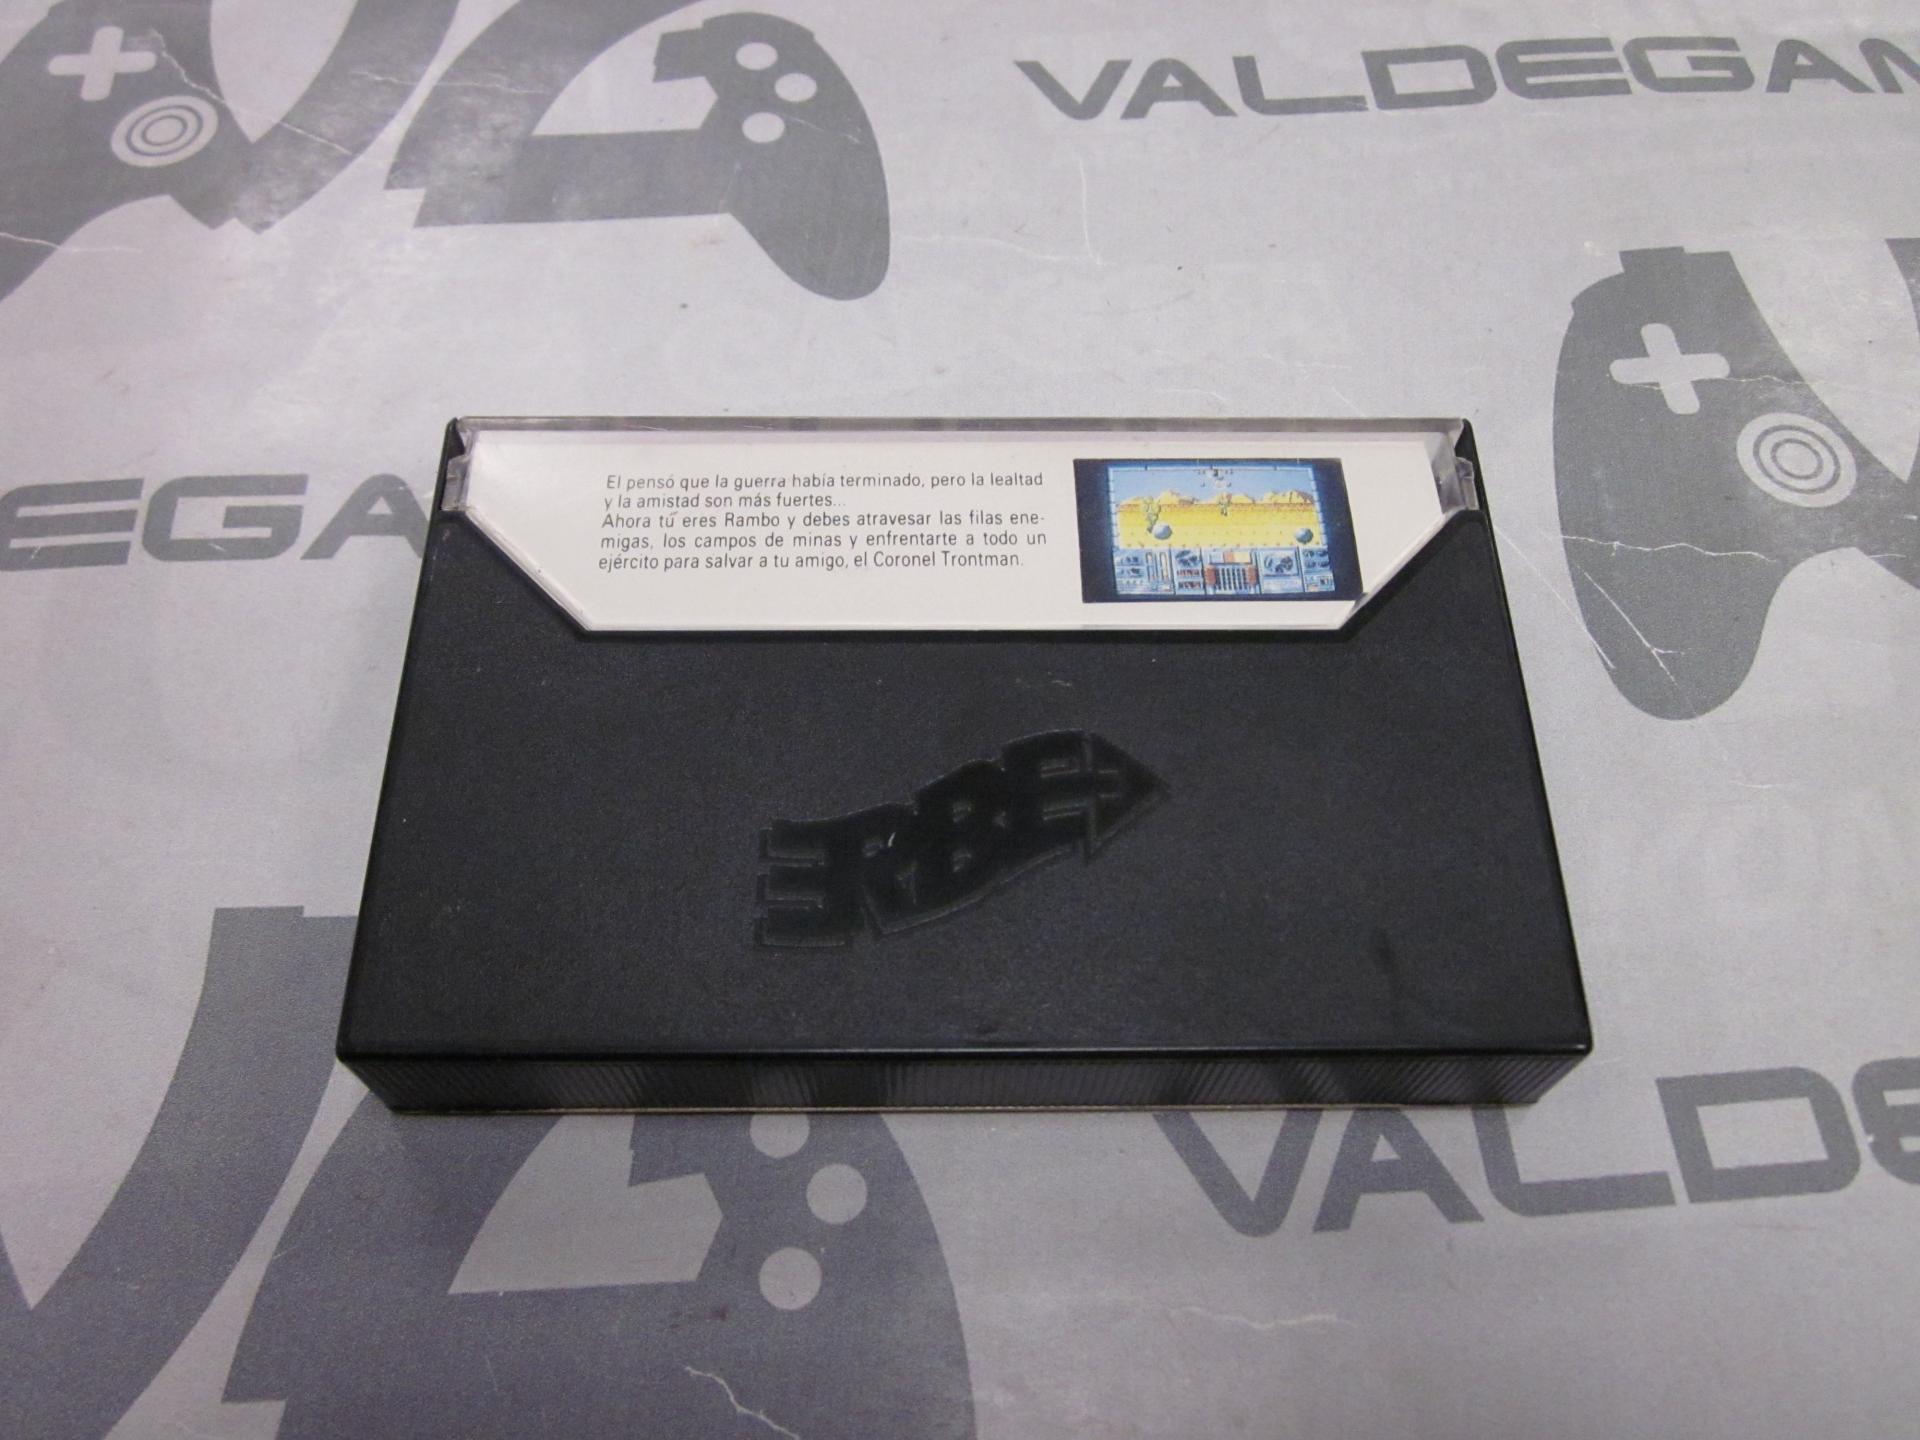 VALDEGAM
EGA
El pensó que la guerra había terminado, pero la lealtad
y la amistad son más fuertes...
Ahora tú eres Rambo y debes atravesar las filas ene-
migas, los campos de minas y enfrentarte a todo un
ejército para salvar a tu amigo, el Coronel Trontman.
ERBE
VALDE